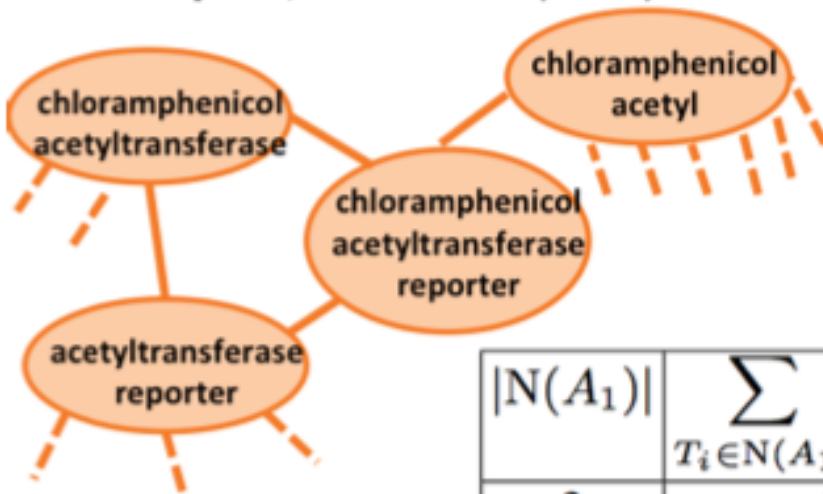 chloramphenicol
acetyltransferase
chloramphenicol
acetyl
chloramphenicol
acetyltransferase
reporter
acetyltransferase
reporter
|N(A₁)|
∑
Tᵢ∈N(A